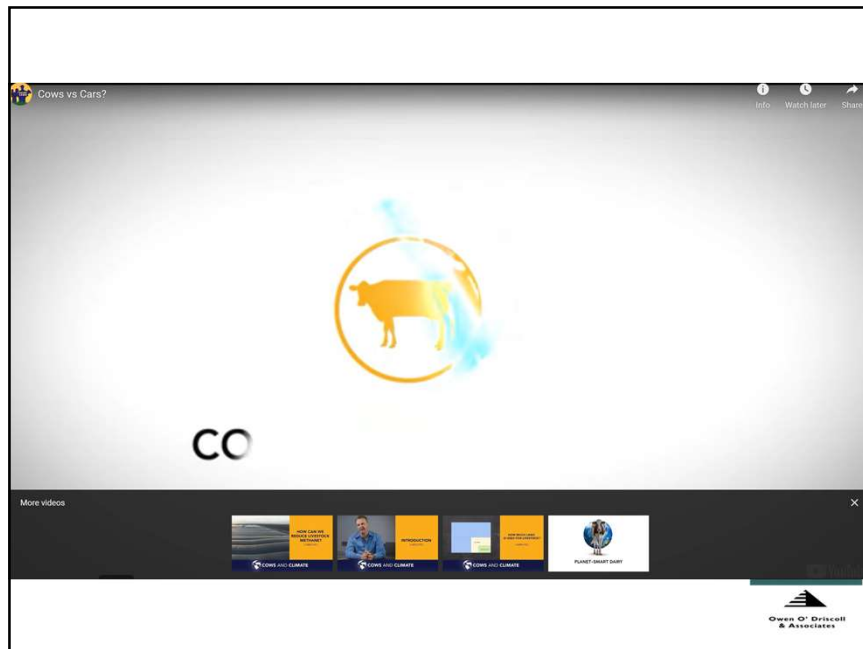 Cows vs Cars?
Info
Watch later
Share
CO
More videos
HOW CAN WE
REDUCE LIVESTOCK
METHANE?
COWS AND CLIMATE
INTRODUCTION
COWS AND CLIMATE
COWS AND CLIMATE
PLANET-SMART DAIRY
YouTube
Owen O' Driscoll
& Associates